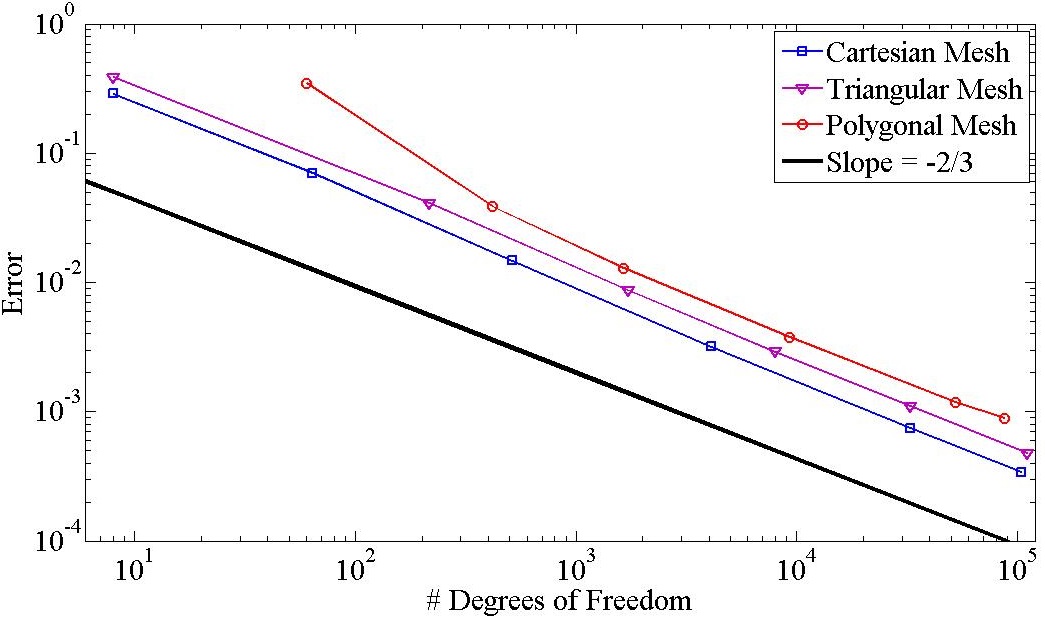 10^0
10^-1
10^-2
10^-3
10^-4
Error
Cartesian Mesh
Triangular Mesh
Polygonal Mesh
Slope = -2/3
10^1 10^2 10^3 10^4 10^5
# Degrees of Freedom